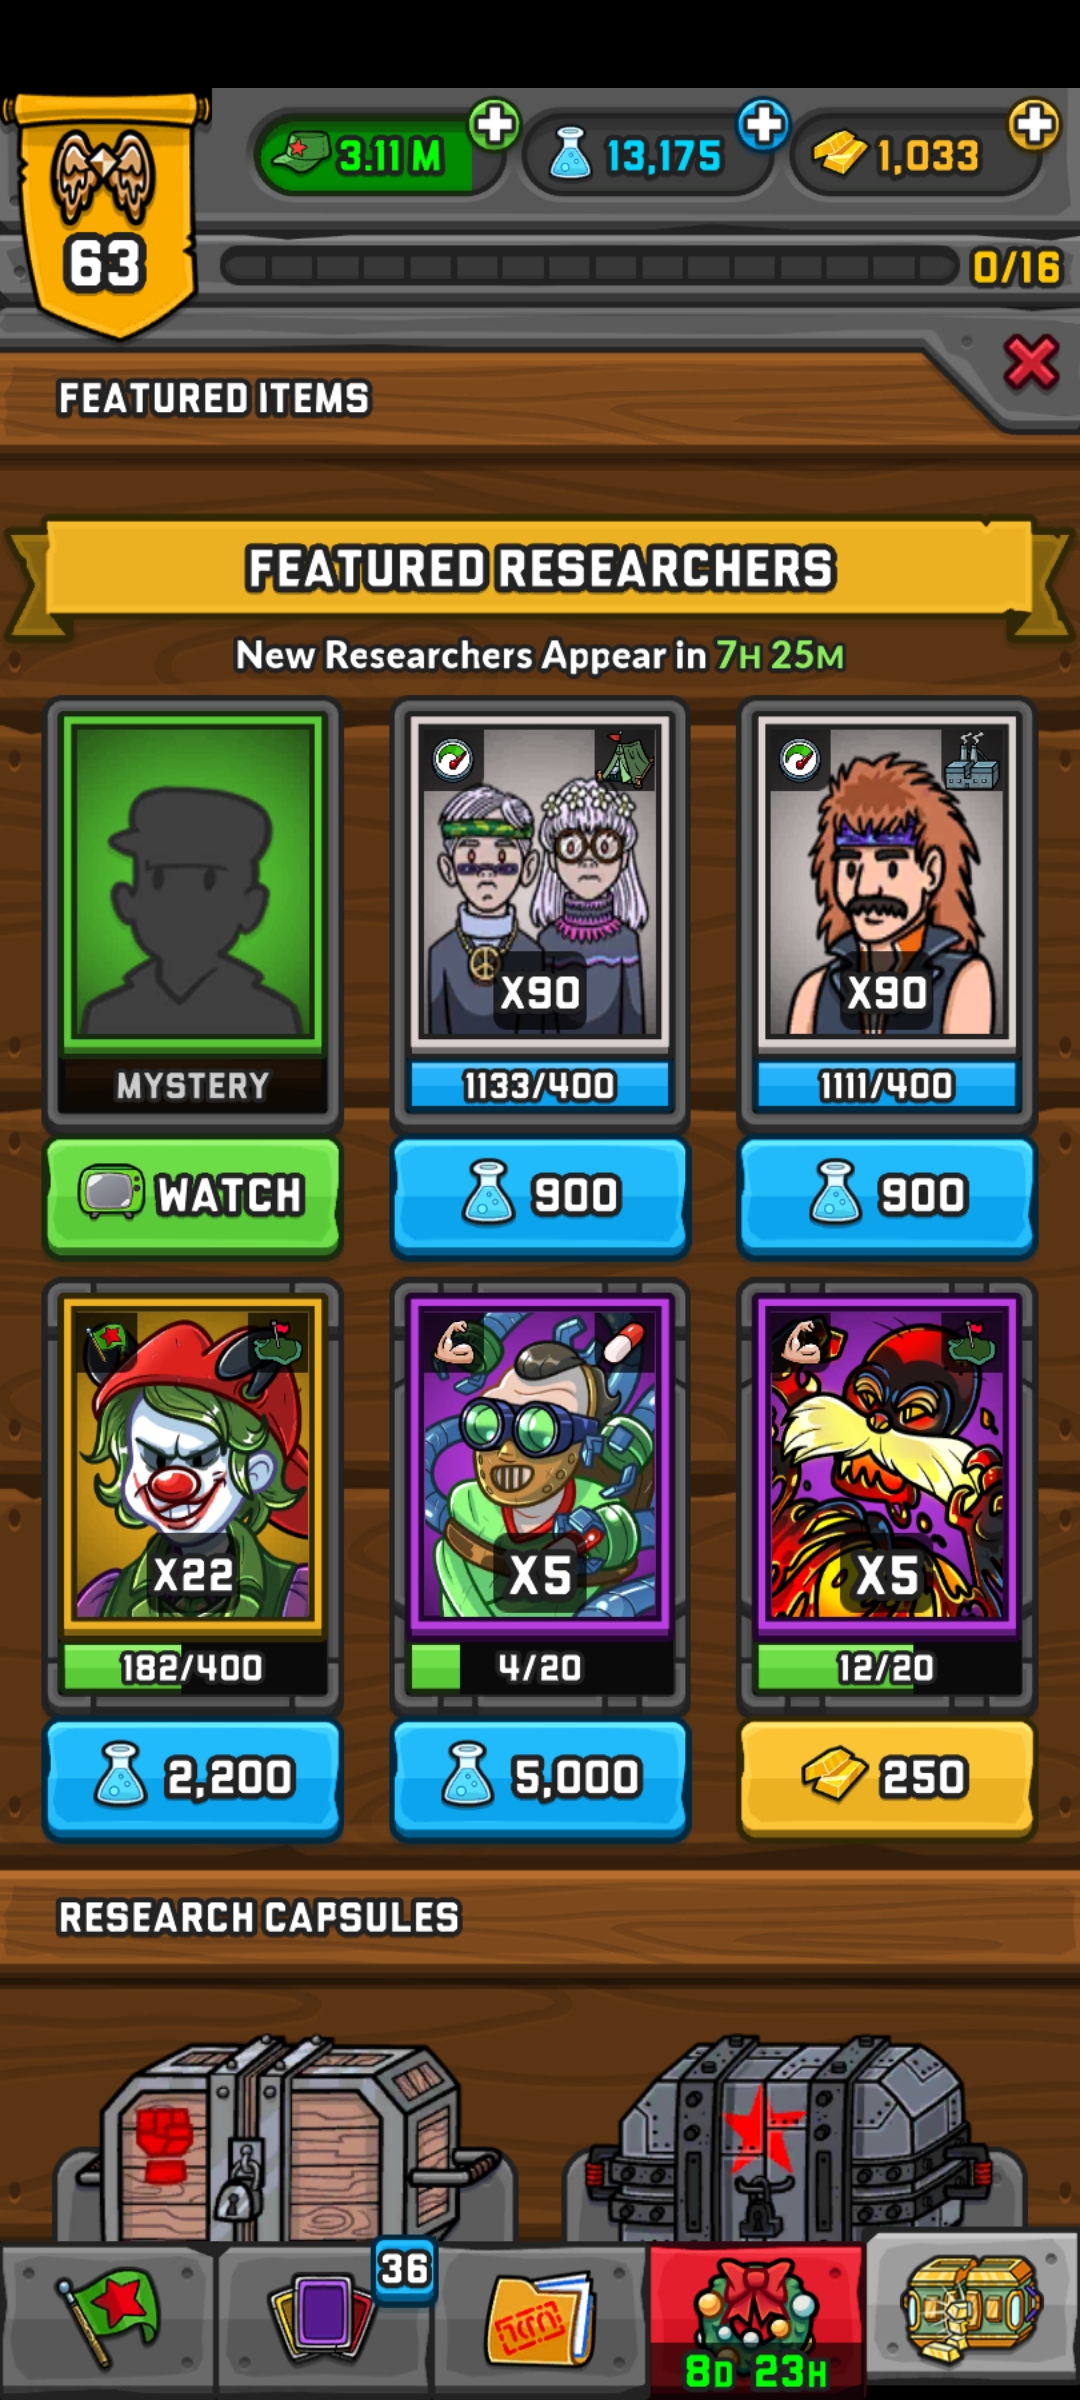 3.11 M
13,175
1,033
63
0/16
FEATURED ITEMS
FEATURED RESEARCHERS
New Researchers Appear in 7H 25M
X90
X90
MYSTERY
1133/400
1111/400
WATCH
900
900
X22
X5
X5
182/400
4/20
12/20
2,200
5,000
250
RESEARCH CAPSULES
36
8D 23H